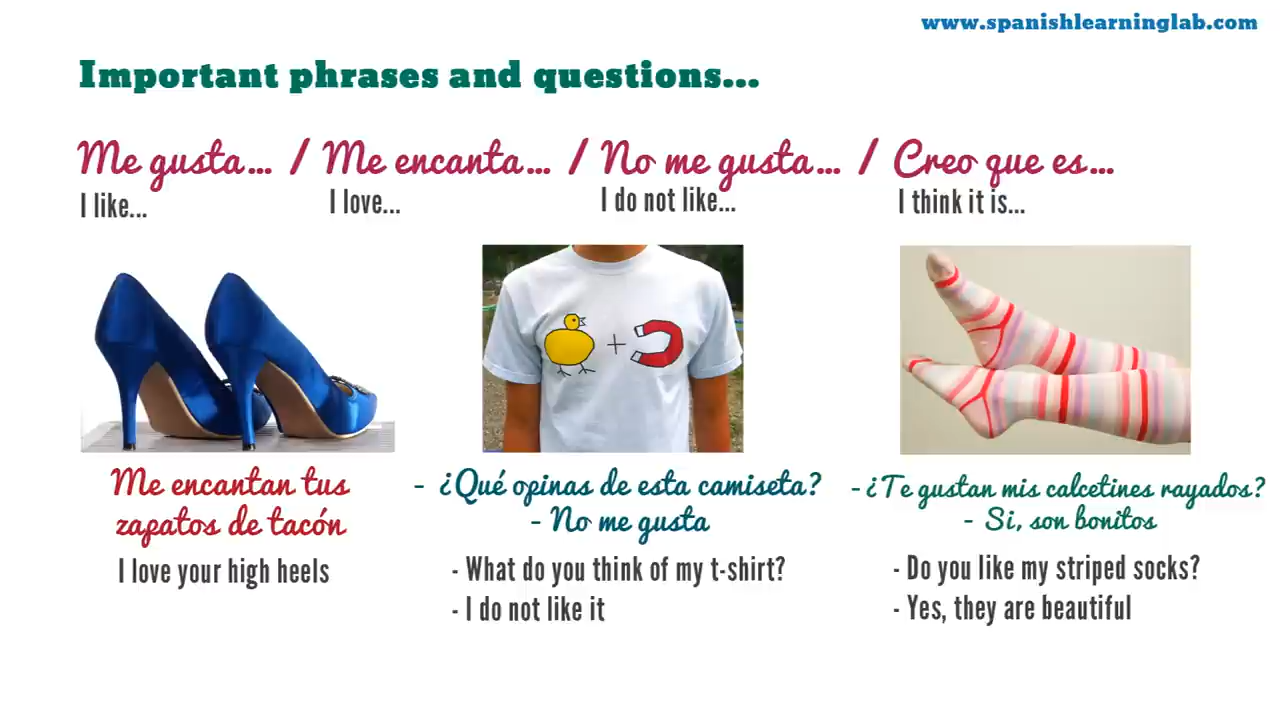 www.spanishlearninglab.com
Important phrases and questions...
Me gusta... / Me encanta... / No me gusta... / Creo que es...
I like... I love... I do not like... I think it is...
Me encantan tus
zapatos de tacón
I love your high heels
- ¿Qué opinas de esta camiseta?
- No me gusta
- What do you think of my t-shirt?
- I do not like it
- ¿Te gustan mis calcetines rayados?
- Si, son bonitos
- Do you like my striped socks?
- Yes, they are beautiful